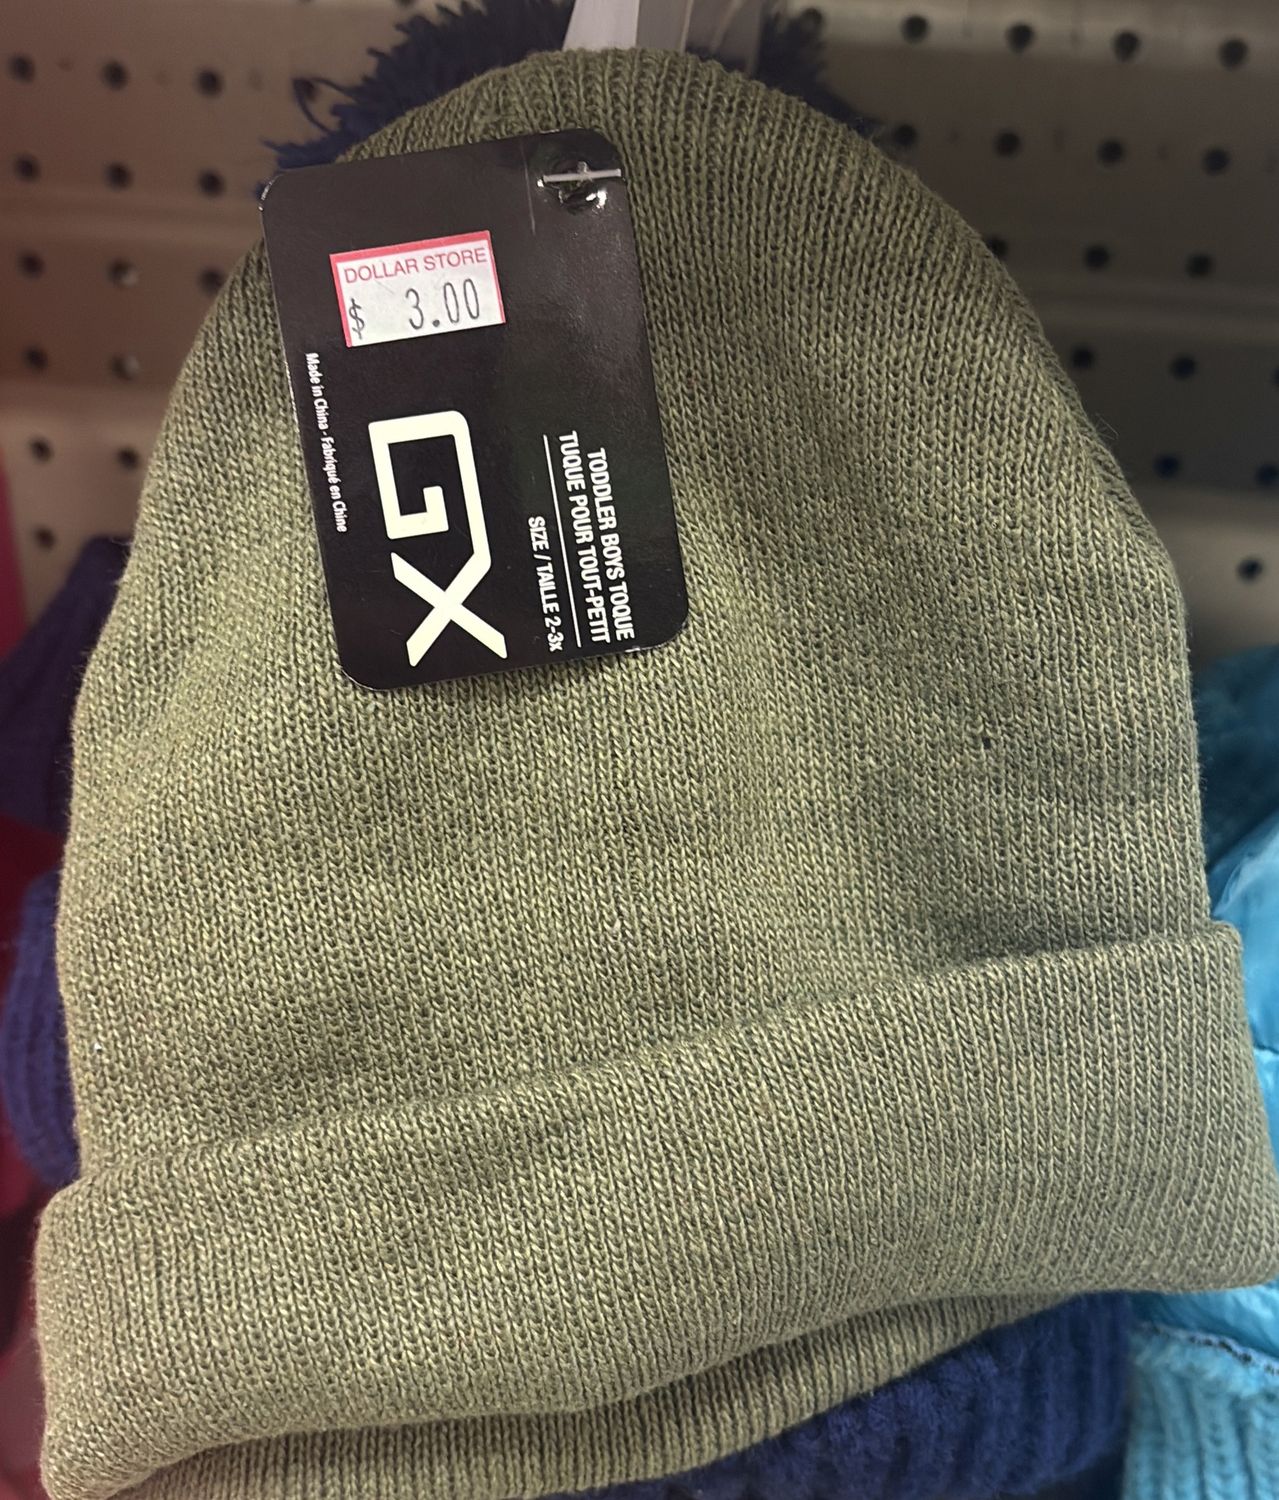 DOLLAR STORE
$ 3.00
GX
TODDLER BOYS TOQUE
TUQUE POUR TOUT-PETIT
SIZE / TAILLE 2-3x
Made in China - Fabriqué en Chine